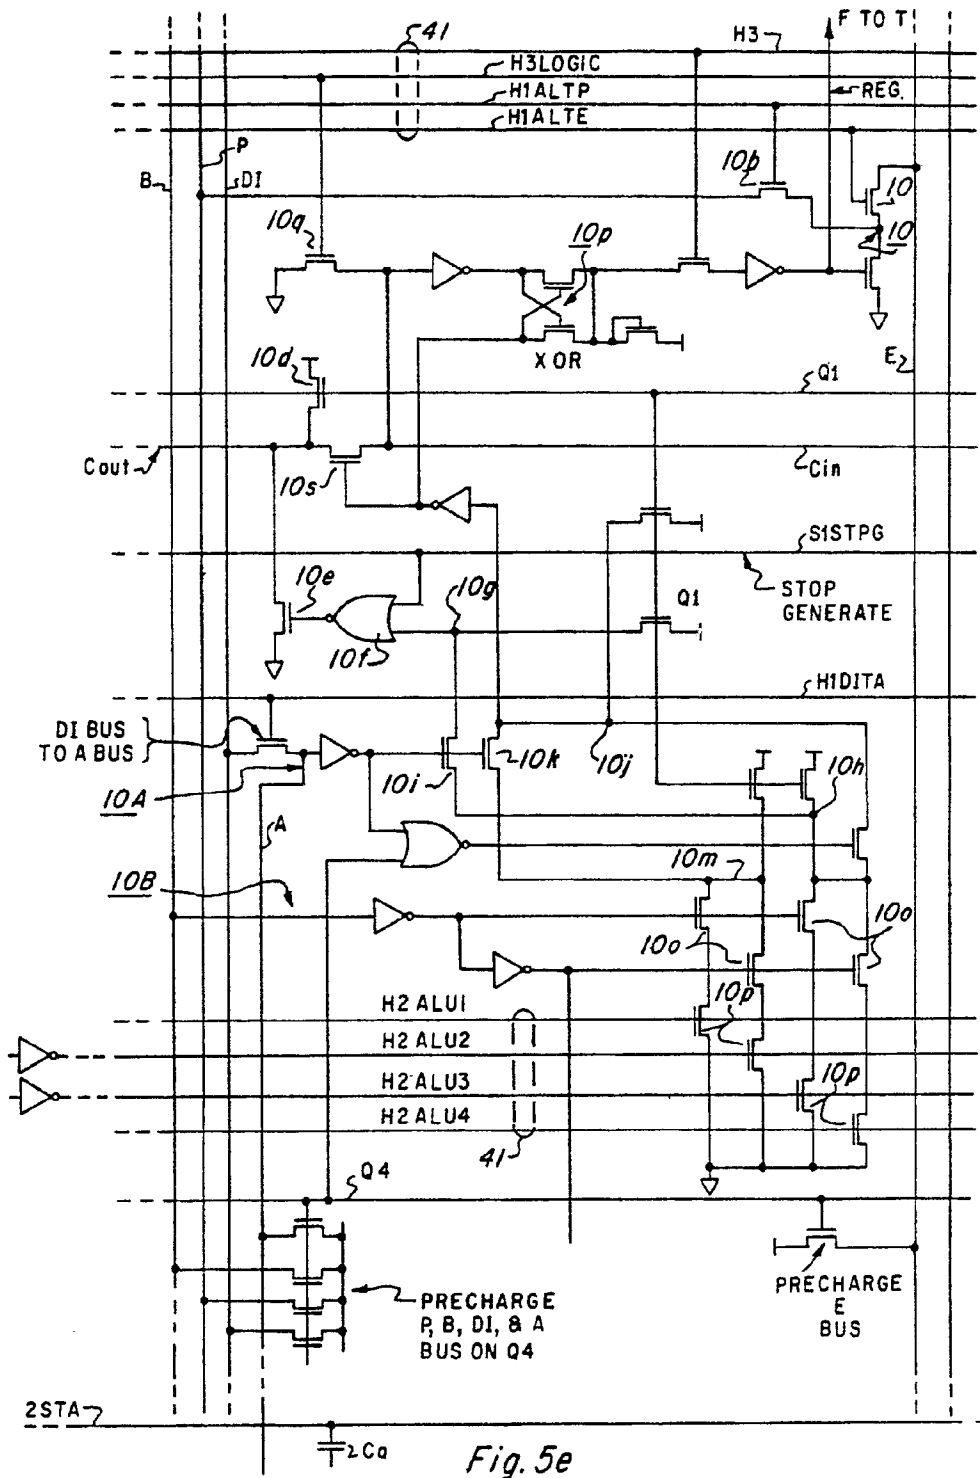 F TO T
41
H3
H3LOGIC
H1ALTP
REG.
H1ALTE
P
B
DI
10b
10
10q
10p
10
X OR
10d
E
Q1
Cout
10s
Cin
S1STPG
STOP
GENERATE
10e
10g
Q1
10f
H1DITA
DI BUS
TO A BUS
10k
10j
10h
10A
10i
A
10m
10B
10o
10o
10p
H2 ALU1
H2 ALU2
H2 ALU3
10p
H2 ALU4
41
Q4
PRECHARGE
E
BUS
PRECHARGE
P, B, DI, & A
BUS ON Q4
2STA
2Ca
Fig. 5e